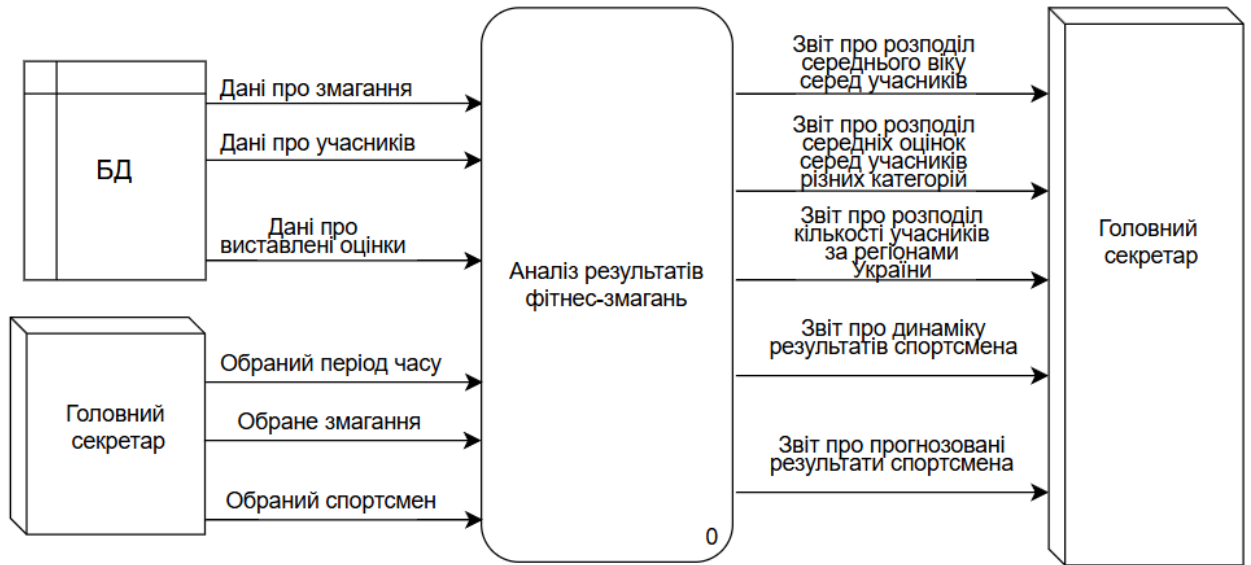 БД
Дані про змагання
Дані про учасників
Дані про
виставлені оцінки
Головний
секретар
Обраний період часу
Обране змагання
Обраний спортсмен
Аналіз результатів
фітнес-змагань
0
Звіт про розподіл
середнього віку
серед учасників
Звіт про розподіл
середніх оцінок
серед учасників
різних категорій
Звіт про розподіл
кількості учасників
за регіонами
України
Звіт про динаміку
результатів спортсмена
Звіт про прогнозовані
результати спортсмена
Головний
секретар